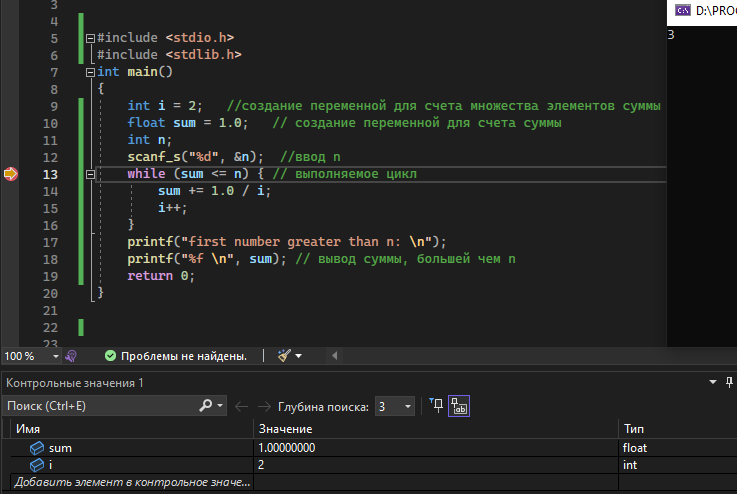 3
4
5 #include <stdio.h>
6 #include <stdlib.h>
7 int main()
8 {
9 int i = 2; //создание переменной для счета множества элементов суммы
10 float sum = 1.0; // создание переменной для счета суммы
11 int n;
12 scanf_s("%d", &n); //ввод n
13 while (sum <= n) { // выполняемое цикл
14 sum += 1.0 / i;
15 i++;
16 }
17 printf("first number greater than n: \n");
18 printf("%f \n", sum); // вывод суммы, большей чем n
19 return 0;
20 }
21
22
23
D:\PROG
3
100 % Проблемы не найдены.
Контрольные значения 1
Поиск (Ctrl+E) Глубина поиска: 3
Имя Значение Тип
sum 1.00000000 float
i 2 int
Добавить элемент в контрольное значе...